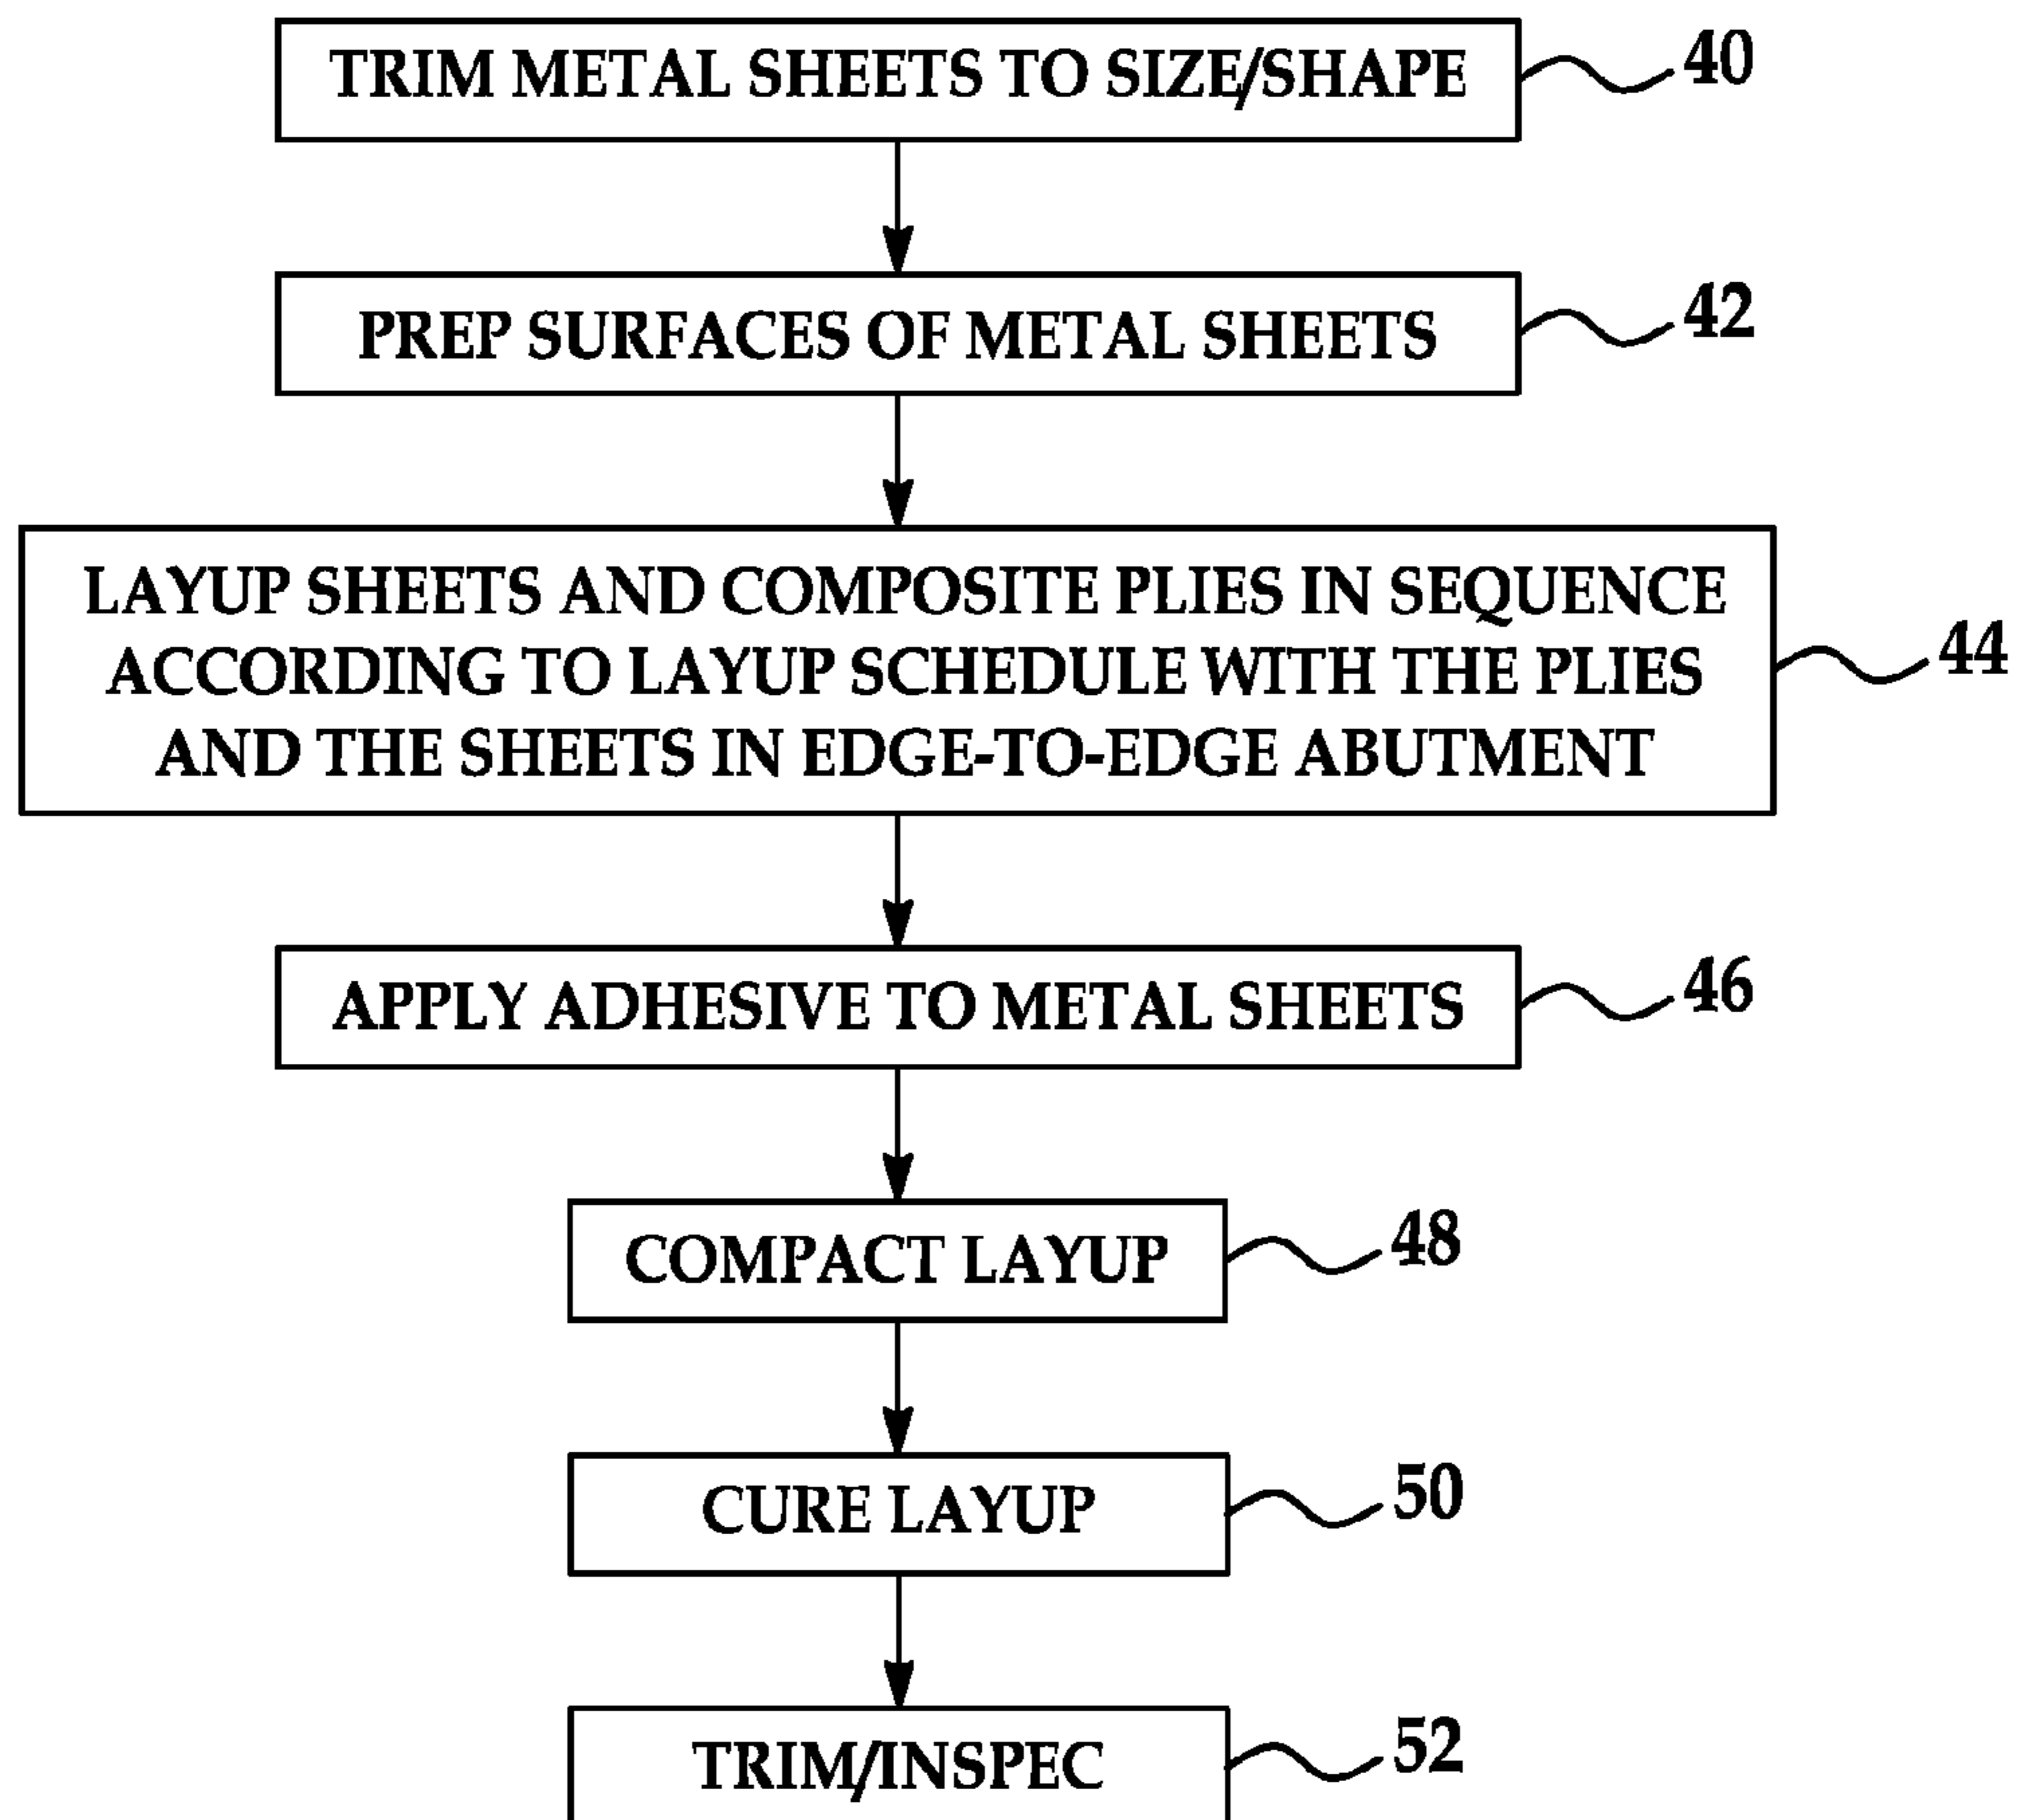 TRIM METAL SHEETS TO SIZE/SHAPE
40
PREP SURFACES OF METAL SHEETS
42
LAYUP SHEETS AND COMPOSITE PLIES IN SEQUENCE
ACCORDING TO LAYUP SCHEDULE WITH THE PLIES
AND THE SHEETS IN EDGE-TO-EDGE ABUTMENT
44
APPLY ADHESIVE TO METAL SHEETS
46
COMPACT LAYUP
48
CURE LAYUP
50
TRIM/INSPEC
52